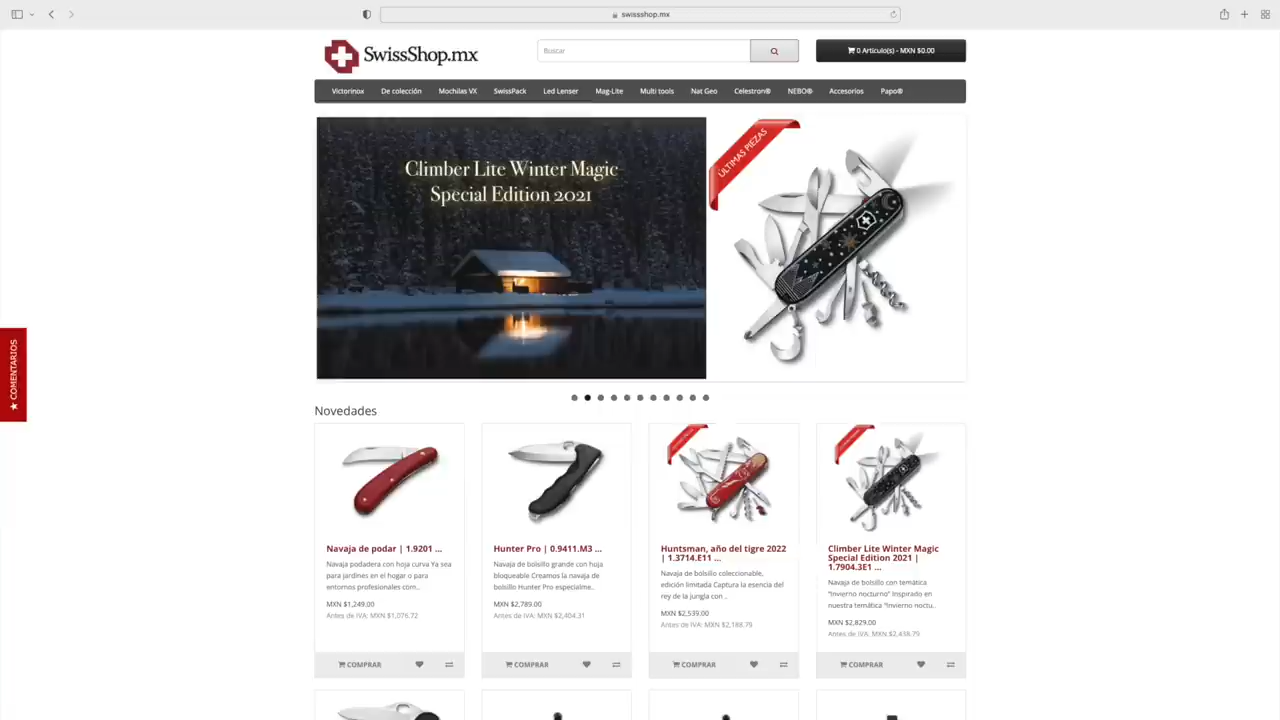 swissshop.mx
SwissShop.mx
Buscar
0 Artículo(s) - MXN $0.00
Victorinox
De colección
Mochilas VX
SwissPack
Led Lenser
Mag-Lite
Multi tools
Nat Geo
Celestron®
NEBO®
Accesorios
Papo®
Climber Lite Winter Magic
Special Edition 2021
ÚLTIMAS PIEZAS
★ COMENTARIOS
Novedades
Navaja de podar | 1.9201 ...
Navaja podadera con hoja curva Ya sea
para jardines en el hogar o para
entornos profesionales com..
MXN $1,249.00
Antes de IVA: MXN $1,076.72
COMPRAR
Hunter Pro | 0.9411.M3 ...
Navaja de bolsillo grande con hoja
bloqueable Creamos la navaja de
bolsillo Hunter Pro especialme..
MXN $2,789.00
Antes de IVA: MXN $2,404.31
COMPRAR
Huntsman, año del tigre 2022
| 1.3714.E11 ...
Navaja de bolsillo coleccionable,
edición limitada Captura la esencia del
rey de la jungla con ..
MXN $2,539.00
Antes de IVA: MXN $2,188.79
COMPRAR
Climber Lite Winter Magic
Special Edition 2021 |
1.7904.3E1 ...
Navaja de bolsillo con temática
"Invierno nocturno" Inspirado en
nuestra temática "Invierno noctu..
MXN $2,829.00
Antes de IVA: MXN $2,438.79
COMPRAR